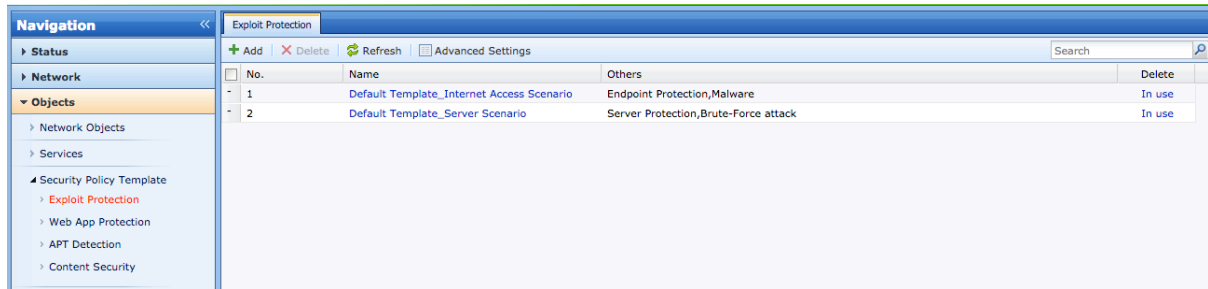 Navigation «
Status
Network
Objects
Network Objects
Services
Security Policy Template
Exploit Protection
Web App Protection
APT Detection
Content Security
Exploit Protection
Add Delete Refresh Advanced Settings Search
No. Name Others Delete
- 1 Default Template_Internet Access Scenario Endpoint Protection,Malware In use
- 2 Default Template_Server Scenario Server Protection,Brute-Force attack In use